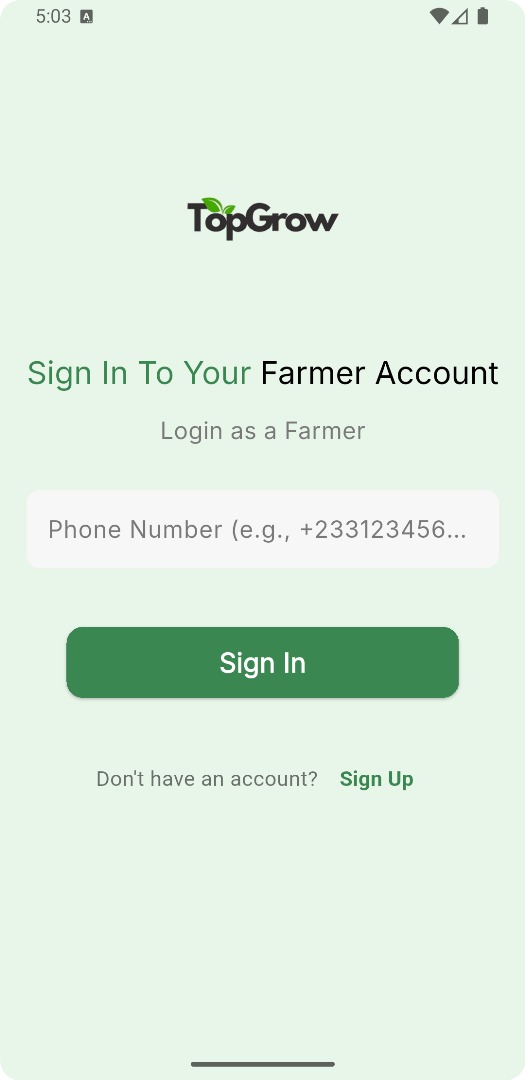 5:03 A
TopGrow
Sign In To Your Farmer Account
Login as a Farmer
Phone Number (e.g., +233123456...
Sign In
Don't have an account? Sign Up